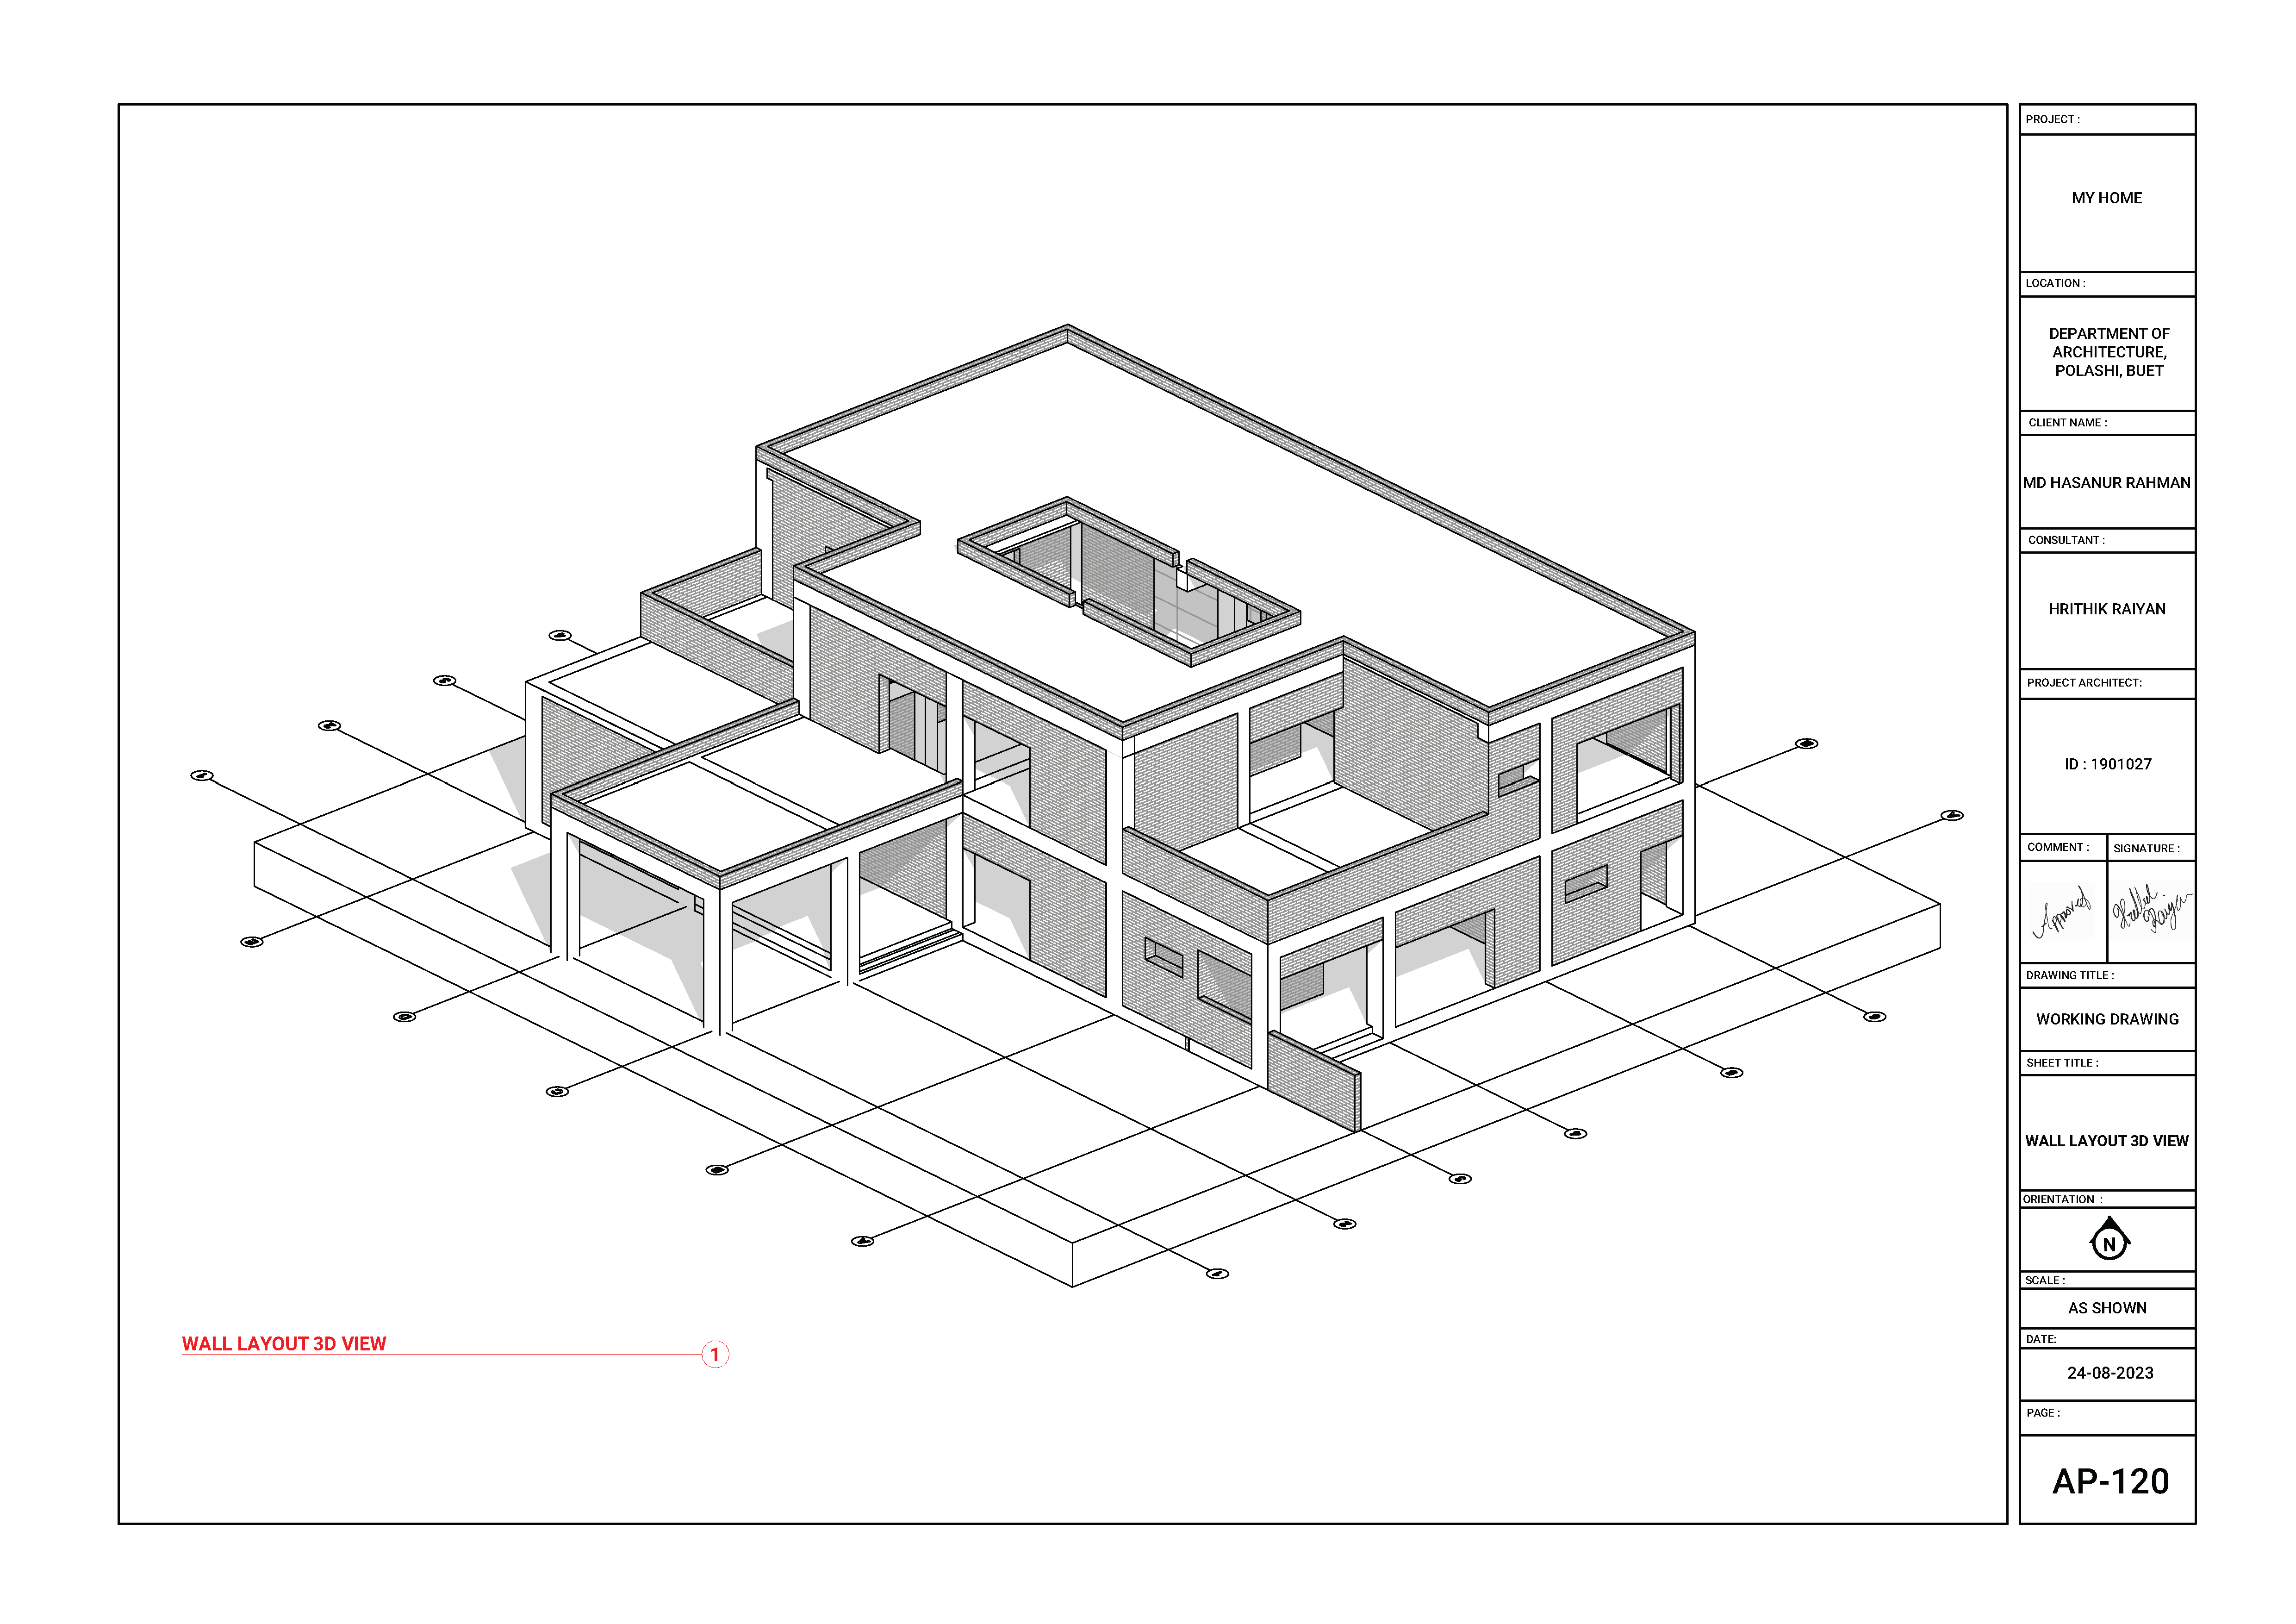 PROJECT :
MY HOME
LOCATION :
DEPARTMENT OF
ARCHITECTURE,
POLASHI, BUET
CLIENT NAME :
MD HASANUR RAHMAN
CONSULTANT :
HRITHIK RAIYAN
PROJECT ARCHITECT:
ID : 1901027
COMMENT :
SIGNATURE :
Approved
Raiyan
DRAWING TITLE :
WORKING DRAWING
SHEET TITLE :
WALL LAYOUT 3D VIEW
ORIENTATION :
N
SCALE :
AS SHOWN
DATE:
24-08-2023
PAGE :
AP-120
WALL LAYOUT 3D VIEW
1